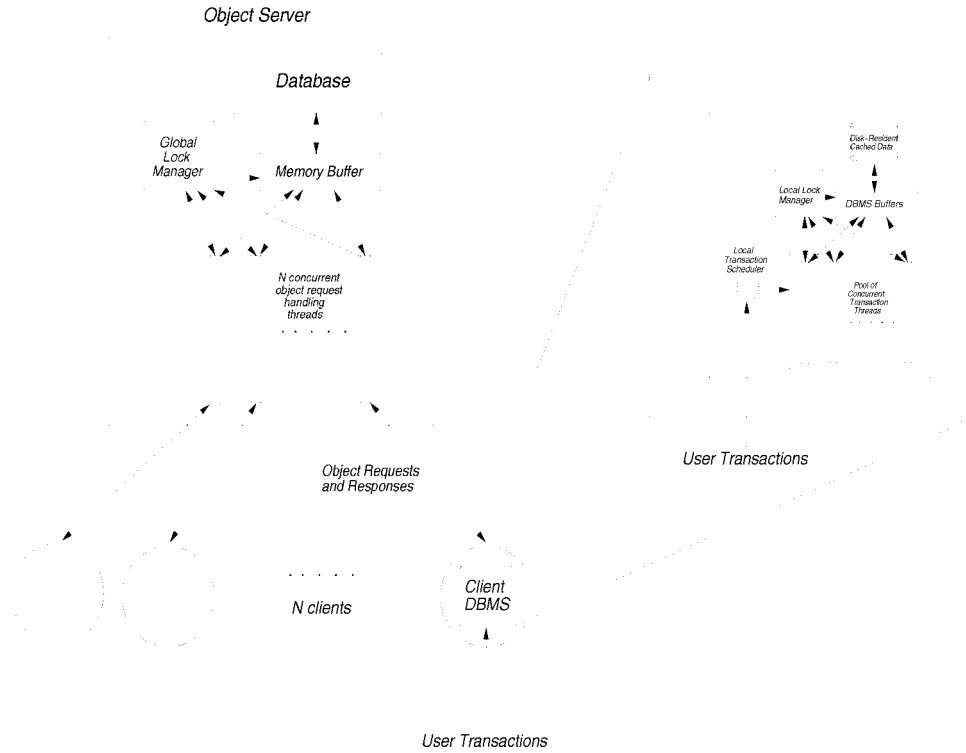 Object Server
Database
Global
Lock
Manager
Memory Buffer
N concurrent
object request
handling
threads
Disk-Resident
Cached Data
Local Lock
Manager
DBMS Buffers
Local
Transaction
Scheduler
Pool of
Concurrent
Transaction
Threads
Object Requests
and Responses
User Transactions
N clients
Client
DBMS
User Transactions